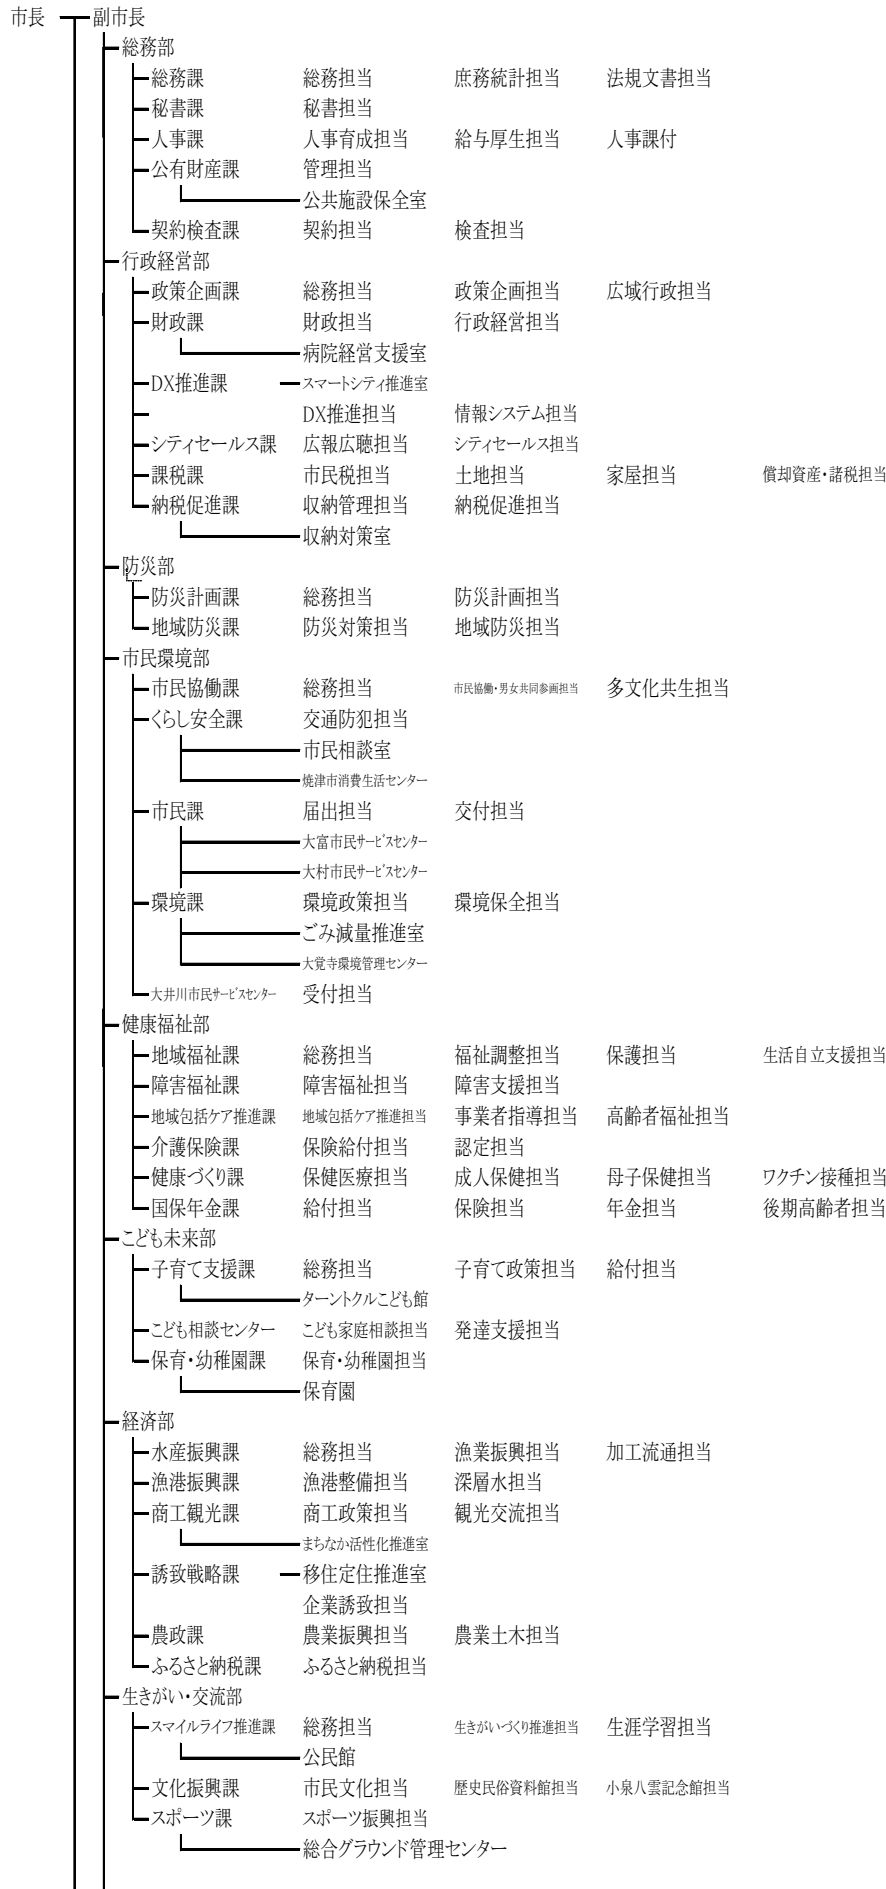 市長 副市長
総務部
総務課 総務担当 庶務統計担当 法規文書担当
秘書課 秘書担当
人事課 人事育成担当 給与厚生担当 人事課付
公有財産課 管理担当
公共施設保全室
契約検査課 契約担当 検査担当
行政経営部
政策企画課 総務担当 政策企画担当 広域行政担当
財政課 財政担当 行政経営担当
病院経営支援室
DX推進課 スマートシティ推進室
DX推進担当 情報システム担当
シティセールス課 広報広聴担当 シティセールス担当
課税課 市民税担当 土地担当 家屋担当 償却資産・諸税担当
納税促進課 収納管理担当 納税促進担当
収納対策室
防災部
防災計画課 総務担当 防災計画担当
地域防災課 防災対策担当 地域防災担当
市民環境部
市民協働課 総務担当 市民協働・男女共同参画担当 多文化共生担当
くらし安全課 交通防犯担当
市民相談室
焼津市消費生活センター
市民課 届出担当 交付担当
大富市民サービスセンター
大村市民サービスセンター
環境課 環境政策担当 環境保全担当
ごみ減量推進室
大覚寺環境管理センター
大井川市民サービスセンター 受付担当
健康福祉部
地域福祉課 総務担当 福祉調整担当 保護担当 生活自立支援担当
障害福祉課 障害福祉担当 障害支援担当
地域包括ケア推進課 地域包括ケア推進担当 事業者指導担当 高齢者福祉担当
介護保険課 保険給付担当 認定担当
健康づくり課 保健医療担当 成人保健担当 母子保健担当 ワクチン接種担当
国保年金課 給付担当 保険担当 年金担当 後期高齢者担当
こども未来部
子育て支援課 総務担当 子育て政策担当 給付担当
ターントクルこども館
こども相談センター こども家庭相談担当 発達支援担当
保育・幼稚園課 保育・幼稚園担当
保育園
経済部
水産振興課 総務担当 漁業振興担当 加工流通担当
漁港振興課 漁港整備担当 深層水担当
商工観光課 商工政策担当 観光交流担当
まちなか活性化推進室
誘致戦略課 移住定住推進室
企業誘致担当
農政課 農業振興担当 農業土木担当
ふるさと納税課 ふるさと納税担当
生きがい・交流部
スマイルライフ推進課 総務担当 生きがいづくり推進担当 生涯学習担当
公民館
文化振興課 市民文化担当 歴史民俗資料館担当 小泉八雲記念館担当
スポーツ課 スポーツ振興担当
総合グラウンド管理センター